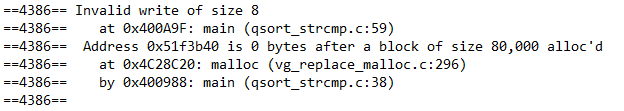 ==4386== Invalid write of size 8
==4386==    at 0x400A9F: main (qsort_strcmp.c:59)
==4386==  Address 0x51f3b40 is 0 bytes after a block of size 80,000 alloc'd
==4386==    at 0x4C28C20: malloc (vg_replace_malloc.c:296)
==4386==    by 0x400988: main (qsort_strcmp.c:38)
==4386==